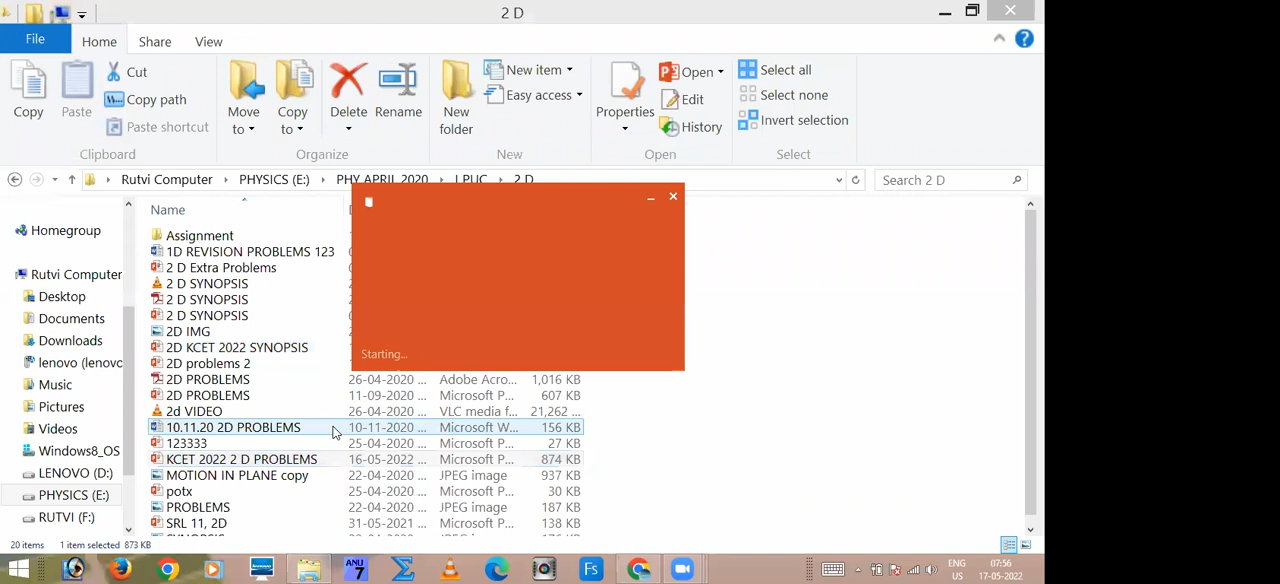 2 D
File Home Share View
Cut
Copy path
Paste shortcut
Copy Paste
Clipboard
Move to Copy to Delete Rename
Organize
New folder
New item
Easy access
New
Properties
Open
Edit
History
Open
Select all
Select none
Invert selection
Select
Rutvi Computer PHYSICS (E:) PHY APRIL 2020 I PUC 2 D Search 2 D
Homegroup
Rutvi Computer
Desktop
Documents
Downloads
lenovo (lenovo
Music
Pictures
Videos
Windows8_OS
LENOVO (D:)
PHYSICS (E:)
RUTVI (F:)
Name
Assignment
1D REVISION PROBLEMS 123
2 D Extra Problems
2 D SYNOPSIS
2 D SYNOPSIS
2 D SYNOPSIS
2D IMG
2D KCET 2022 SYNOPSIS
2D problems 2
2D PROBLEMS 26-04-2020 ... Adobe Acro... 1,016 KB
2D PROBLEMS 11-09-2020 ... Microsoft P... 607 KB
2d VIDEO 26-04-2020 ... VLC media f... 21,262 ...
10.11.20 2D PROBLEMS 10-11-2020 ... Microsoft W... 156 KB
123333 25-04-2020 ... Microsoft P... 27 KB
KCET 2022 2 D PROBLEMS 16-05-2022 ... Microsoft P... 874 KB
MOTION IN PLANE copy 22-04-2020 ... JPEG image 937 KB
potx 25-04-2020 ... Microsoft P... 30 KB
PROBLEMS 22-04-2020 ... JPEG image 187 KB
SRL 11, 2D 31-05-2021 ... Microsoft P... 138 KB
Starting...
20 items 1 item selected 873 KB
ANU 7
Fs
ENG
US
07:56
17-05-2022